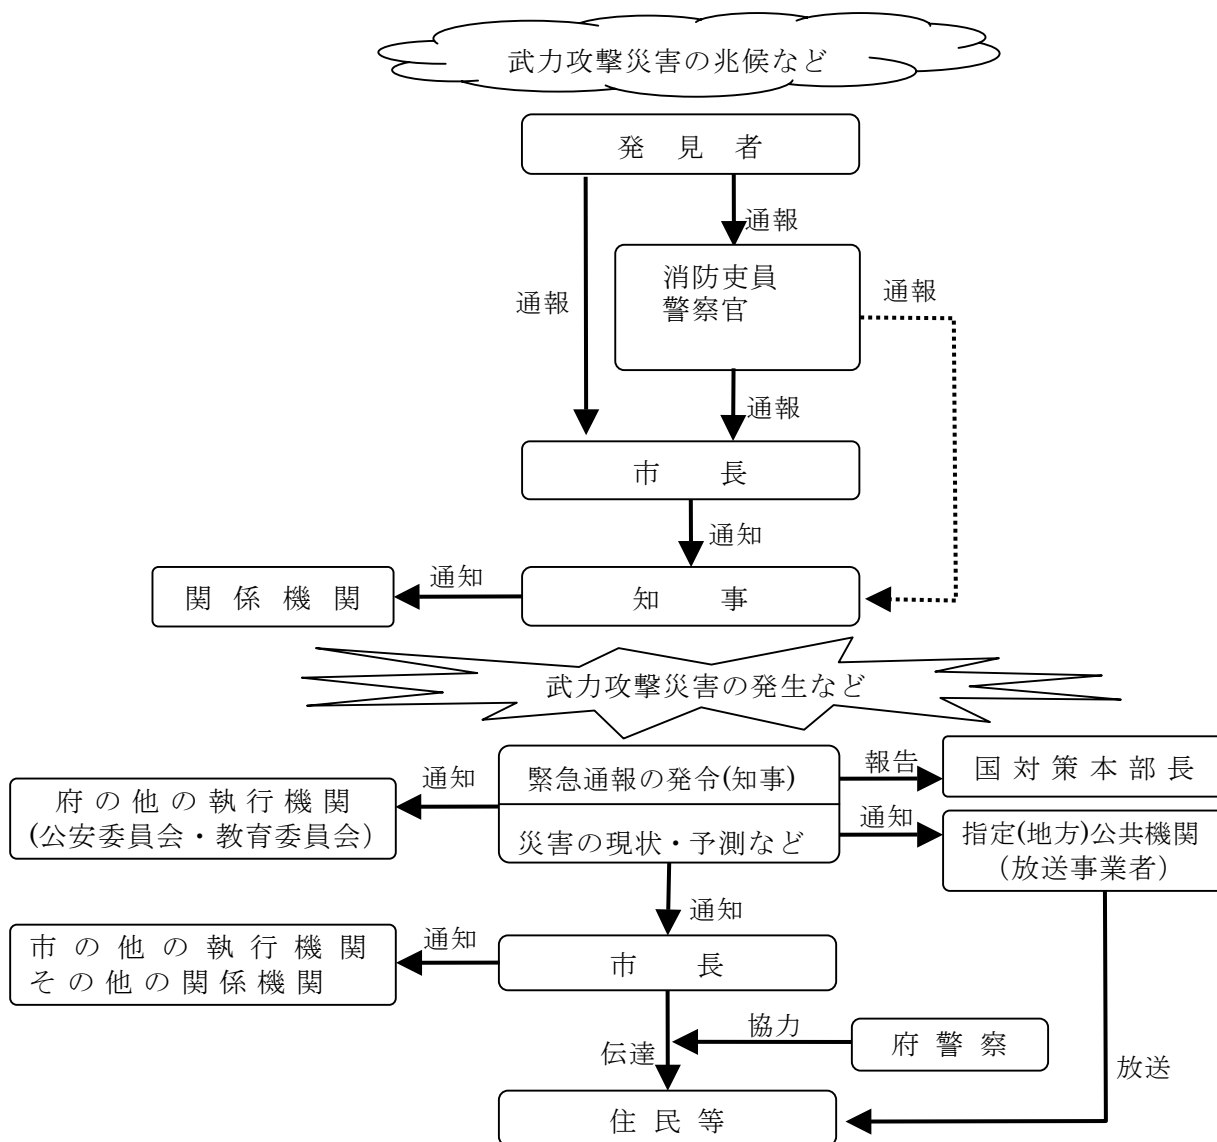 武力攻撃災害の兆候など
発見者
通報
消防吏員
警察官
通報
通報
通報
市長
通知
関係機関
通知
知事
武力攻撃災害の発生など
緊急通報の発令(知事)
災害の現状・予測など
報告
国対策本部長
通知
府の他の執行機関
(公安委員会・教育委員会)
通知
指定(地方)公共機関
(放送事業者)
通知
市の他の執行機関
その他の関係機関
通知
市長
協力
府警察
伝達
放送
住民等